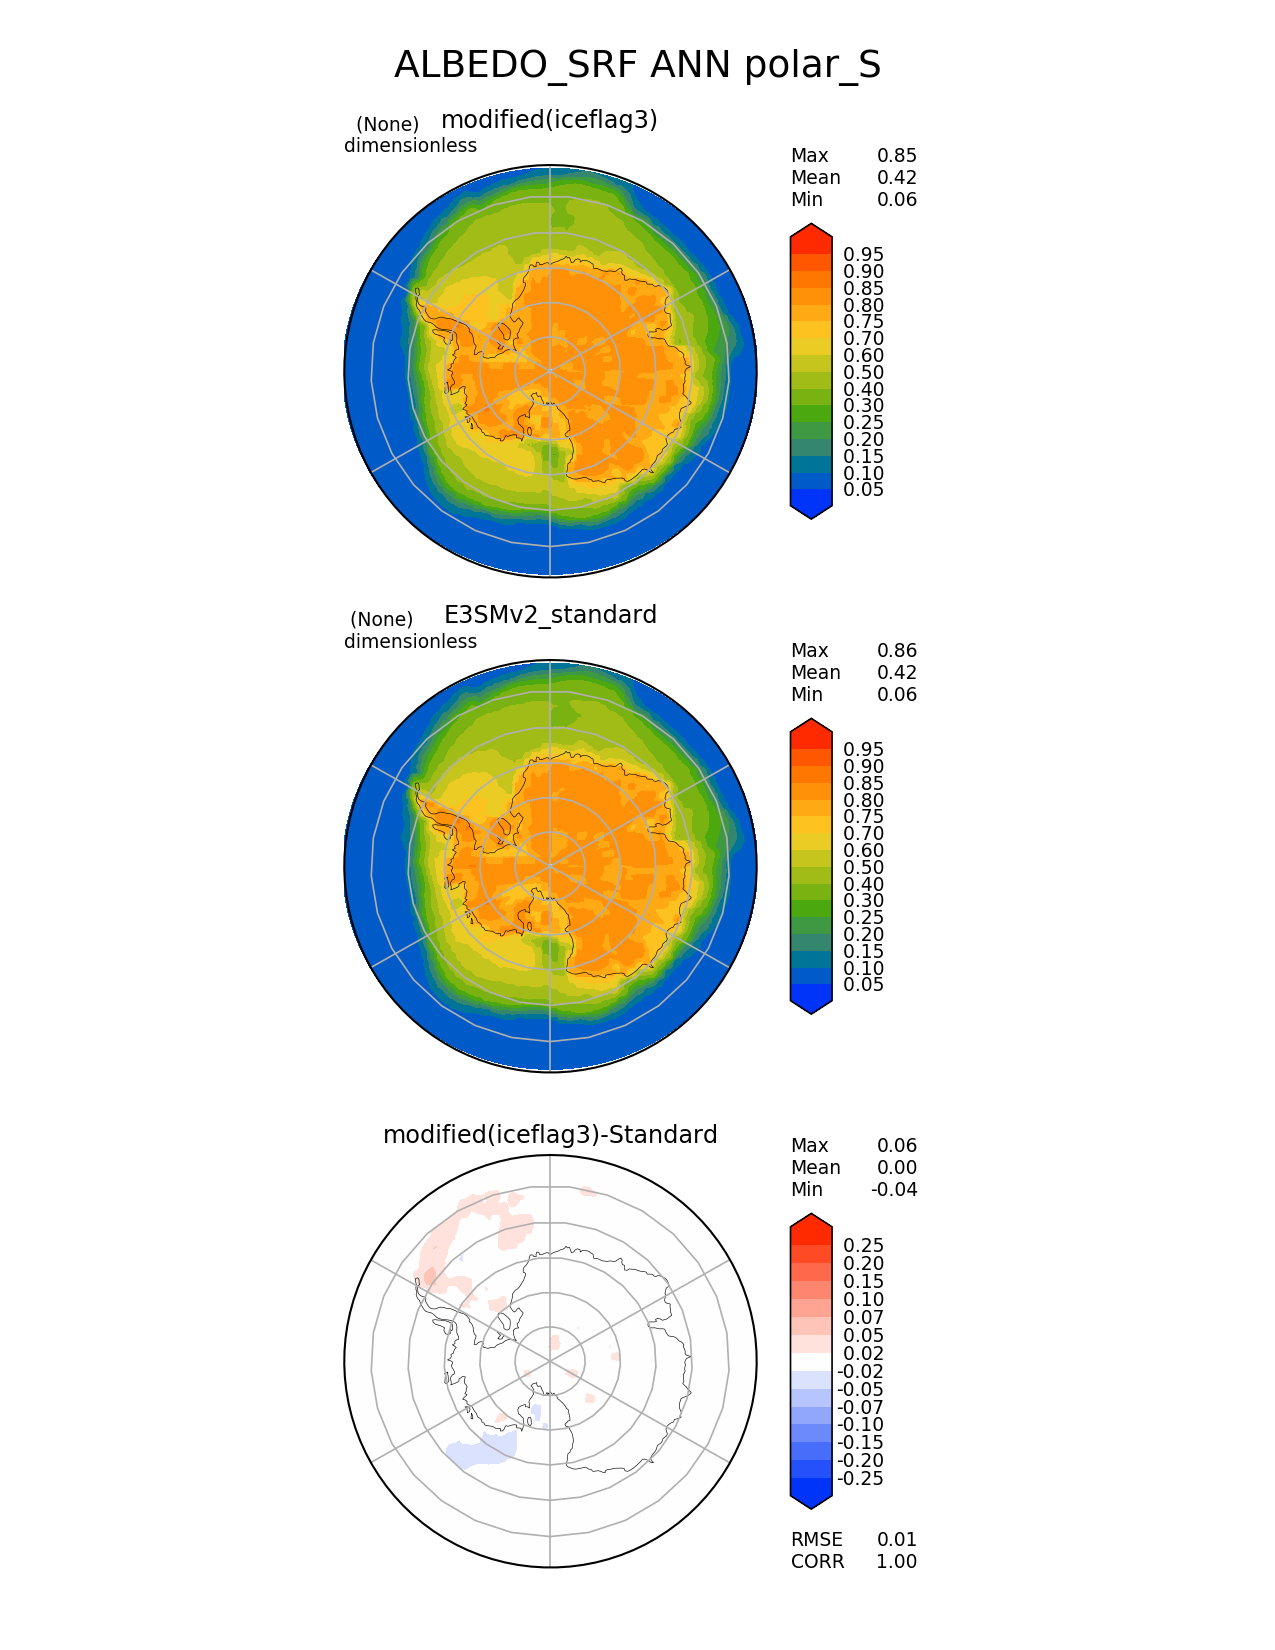 ALBEDO_SRF ANN polar_S
(None)
modified(iceflag3)
dimensionless
Max 0.85
Mean 0.42
Min 0.06
0.95
0.90
0.85
0.80
0.75
0.70
0.60
0.50
0.40
0.30
0.25
0.20
0.15
0.10
0.05
(None)
E3SMv2_standard
dimensionless
Max 0.86
Mean 0.42
Min 0.06
0.95
0.90
0.85
0.80
0.75
0.70
0.60
0.50
0.40
0.30
0.25
0.20
0.15
0.10
0.05
modified(iceflag3)-Standard
Max 0.06
Mean 0.00
Min -0.04
0.25
0.20
0.15
0.10
0.07
0.05
0.02
-0.02
-0.05
-0.07
-0.10
-0.15
-0.20
-0.25
RMSE 0.01
CORR 1.00